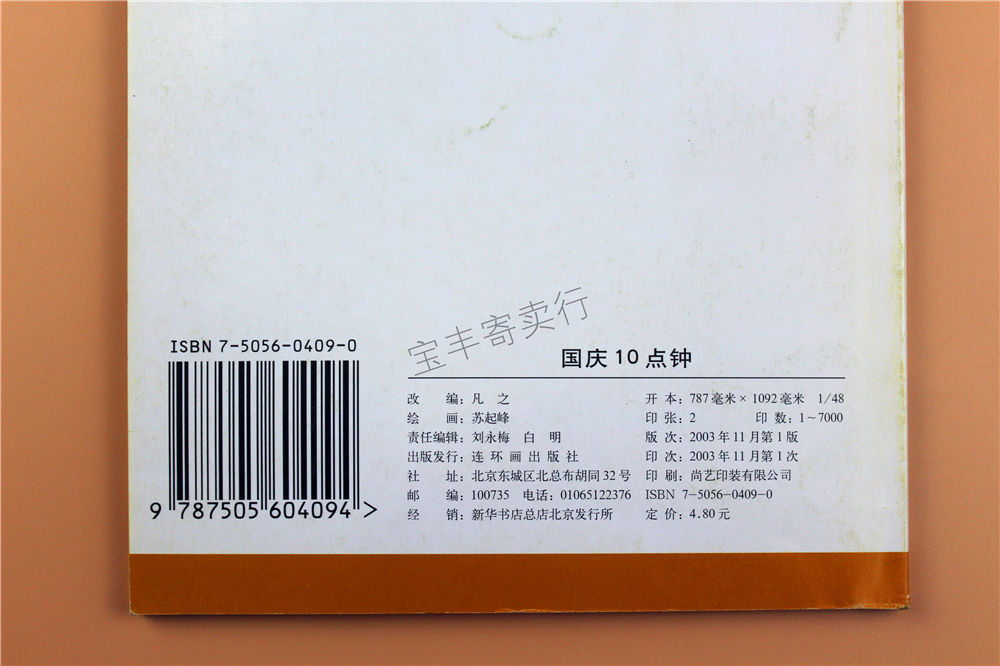 宝丰寄卖行
ISBN 7-5056-0409-0
9 787505 604094 >
国庆10点钟
改 编：凡 之
绘 画：苏起峰
责任编辑：刘永梅 白 明
出版发行：连环画出版社
社 址：北京东城区北总布胡同32号
邮 编：100735 电话：01065122376
经 销：新华书店总店北京发行所
开 本：787毫米×1092毫米 1/48
印 张：2 印 数：1～7000
版 次：2003年11月第1版
印 次：2003年11月第1次
印 刷：尚艺印装有限公司
ISBN 7-5056-0409-0
定 价：4.80元